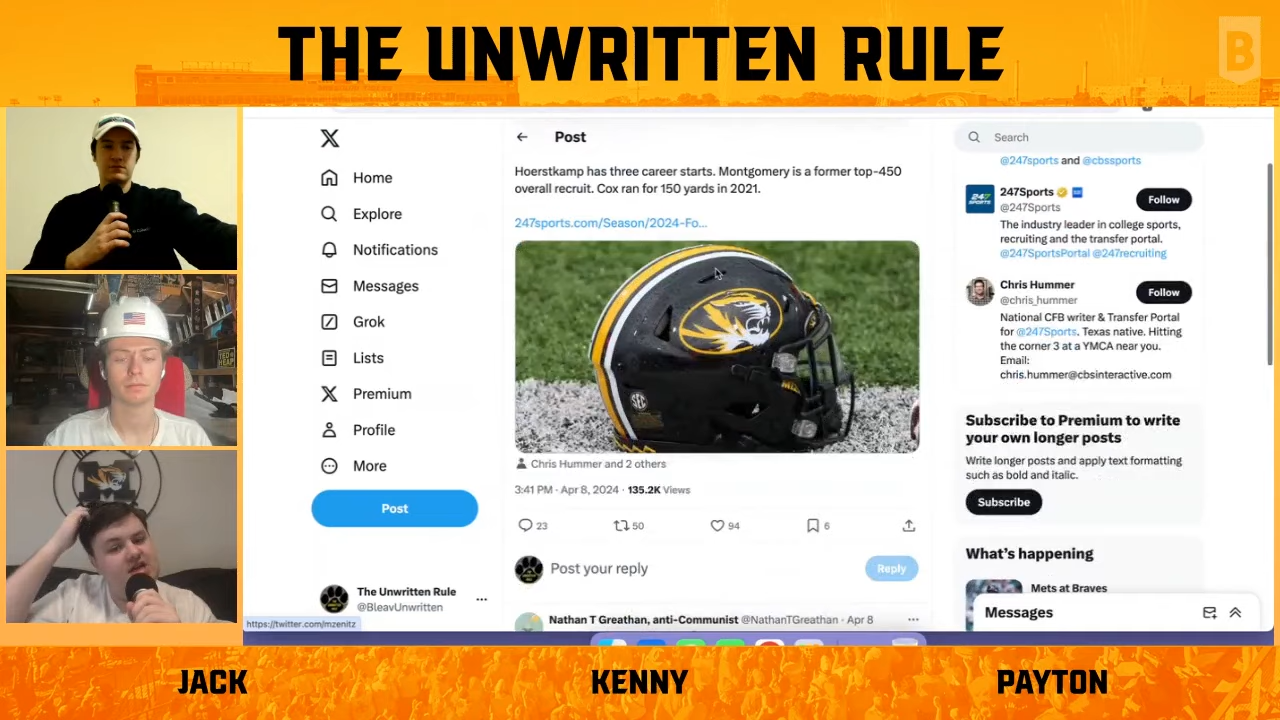 THE UNWRITTEN RULE
B
X
Home
Explore
Notifications
Messages
Grok
Lists
Premium
Profile
More
Post
The Unwritten Rule
@BleavUnwritten
https://twitter.com/mzenitz
Post
Hoerstkamp has three career starts. Montgomery is a former top-450
overall recruit. Cox ran for 150 yards in 2021.
247sports.com/Season/2024-Fo...
SEC
Chris Hummer and 2 others
3:41 PM · Apr 8, 2024 · 135.2K Views
23 50 94 6
Post your reply
Reply
Nathan T Greathan, anti-Communist @NathanTGreathan · Apr 8
Search
@247sports and @cbssports
247 SPORTS
247Sports
@247Sports
Follow
The industry leader in college sports,
recruiting and the transfer portal.
@247SportsPortal @247recruiting
Chris Hummer
@chris_hummer
Follow
National CFB writer & Transfer Portal
for @247Sports. Texas native. Hitting
the corner 3 at a YMCA near you.
Email:
chris.hummer@cbsinteractive.com
Subscribe to Premium to write
your own longer posts
Write longer posts and apply text formatting
such as bold and italic.
Subscribe
What's happening
Mets at Braves
Messages
JACK
KENNY
PAYTON